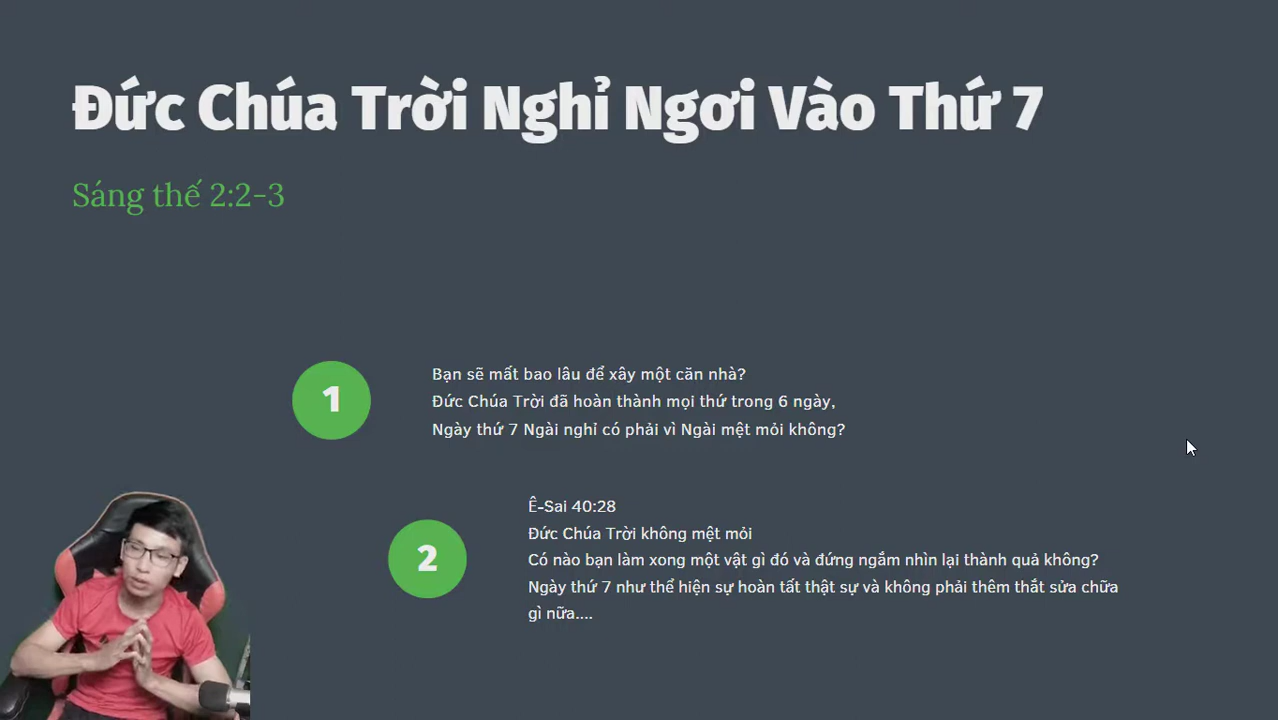 Đức Chúa Trời Nghỉ Ngơi Vào Thứ 7
Sáng thế 2:2-3
1
Bạn sẽ mất bao lâu để xây một căn nhà?
Đức Chúa Trời đã hoàn thành mọi thứ trong 6 ngày,
Ngày thứ 7 Ngài nghỉ có phải vì Ngài mệt mỏi không?
2
Ê-Sai 40:28
Đức Chúa Trời không mệt mỏi
Có nào bạn làm xong một vật gì đó và đứng ngắm nhìn lại thành quả không?
Ngày thứ 7 như thể hiện sự hoàn tất thật sự và không phải thêm thắt sửa chữa
gì nữa....